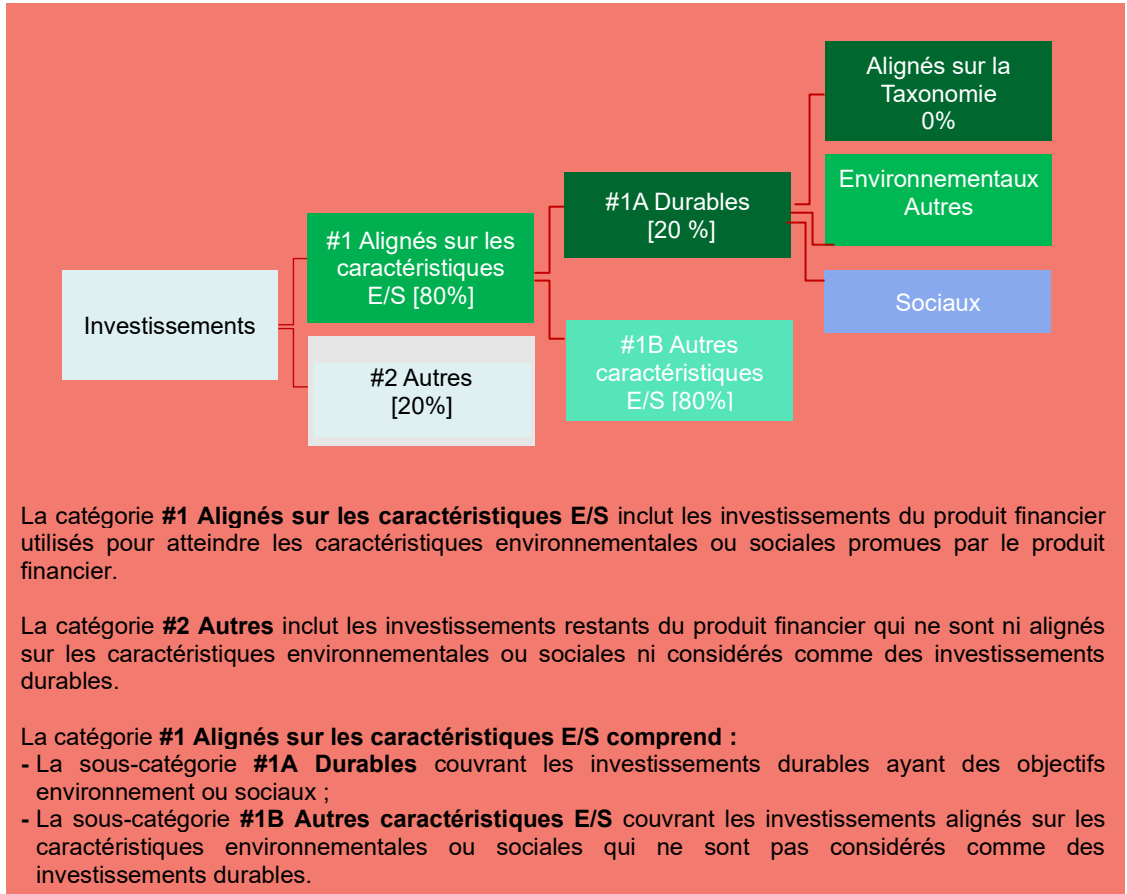 Investissements
#1 Alignés sur les
caractéristiques
E/S [80%]
#2 Autres
[20%]
#1A Durables
[20 %]
#1B Autres
caractéristiques
E/S [80%]
Alignés sur la
Taxonomie
0%
Environnementaux
Autres
Sociaux
La catégorie #1 Alignés sur les caractéristiques E/S inclut les investissements du produit financier
utilisés pour atteindre les caractéristiques environnementales ou sociales promues par le produit
financier.
La catégorie #2 Autres inclut les investissements restants du produit financier qui ne sont ni alignés
sur les caractéristiques environnementales ou sociales ni considérés comme des investissements
durables.
La catégorie #1 Alignés sur les caractéristiques E/S comprend :
- La sous-catégorie #1A Durables couvrant les investissements durables ayant des objectifs
environnement ou sociaux ;
- La sous-catégorie #1B Autres caractéristiques E/S couvrant les investissements alignés sur les
caractéristiques environnementales ou sociales qui ne sont pas considérés comme des
investissements durables.